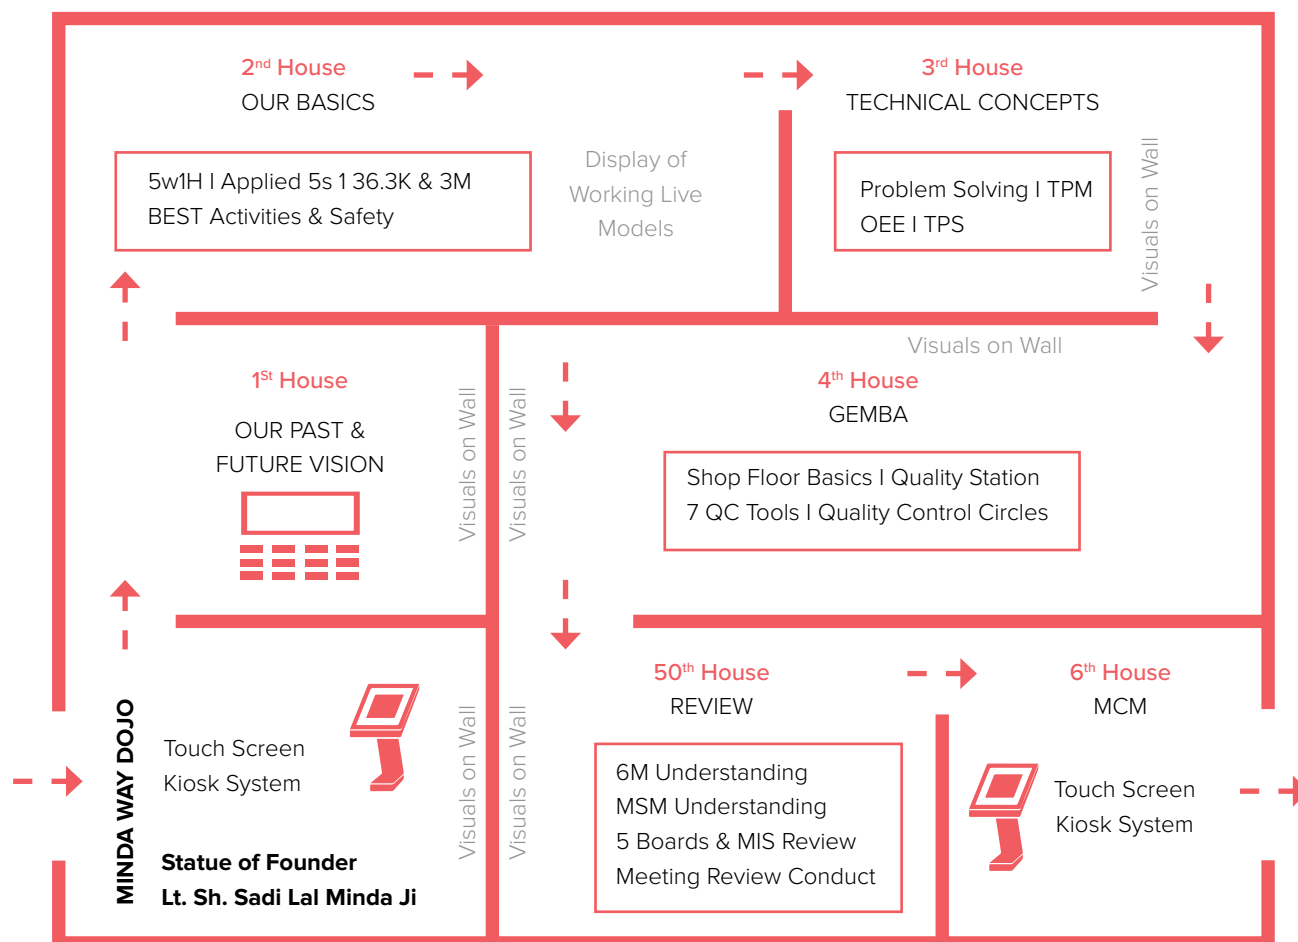 2nd House
OUR BASICS
5w1H I Applied 5s 1 36.3K & 3M
BEST Activities & Safety
Display of
Working Live
Models
3rd House
TECHNICAL CONCEPTS
Problem Solving I TPM
OEE I TPS
Visuals on Wall
1St House
OUR PAST &
FUTURE VISION
Visuals on Wall
Visuals on Wall
Visuals on Wall
4th House
GEMBA
Shop Floor Basics I Quality Station
7 QC Tools I Quality Control Circles
MINDA WAY DOJO
Touch Screen
Kiosk System
Statue of Founder
Lt. Sh. Sadi Lal Minda Ji
Visuals on Wall
Visuals on Wall
50th House
REVIEW
6M Understanding
MSM Understanding
5 Boards & MIS Review
Meeting Review Conduct
6th House
MCM
Touch Screen
Kiosk System